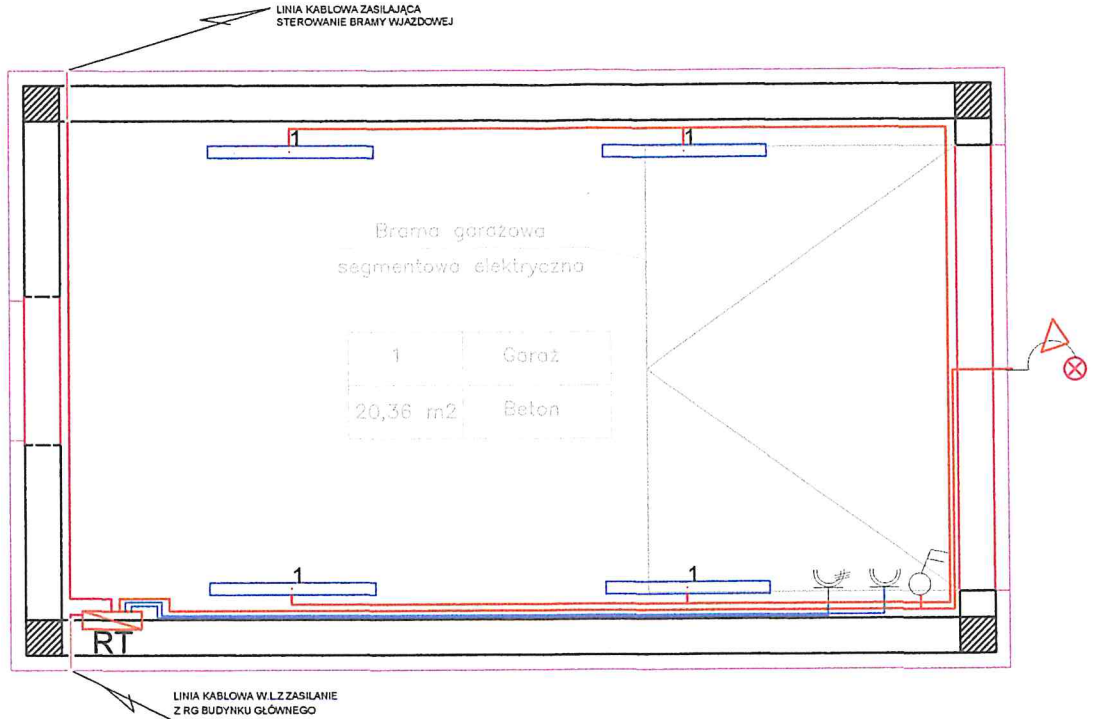 LINIA KABLOWA ZASILAJĄCA
STEROWANIE BRAMY WJAZDOWEJ
1
1
Brama garażowa
segmentowa elektryczna
1 Garaż
20,36 m2 Beton
1
1
RT
LINIA KABLOWA W.L.Z ZASILANIE
Z RG BUDYNKU GŁÓWNEGO